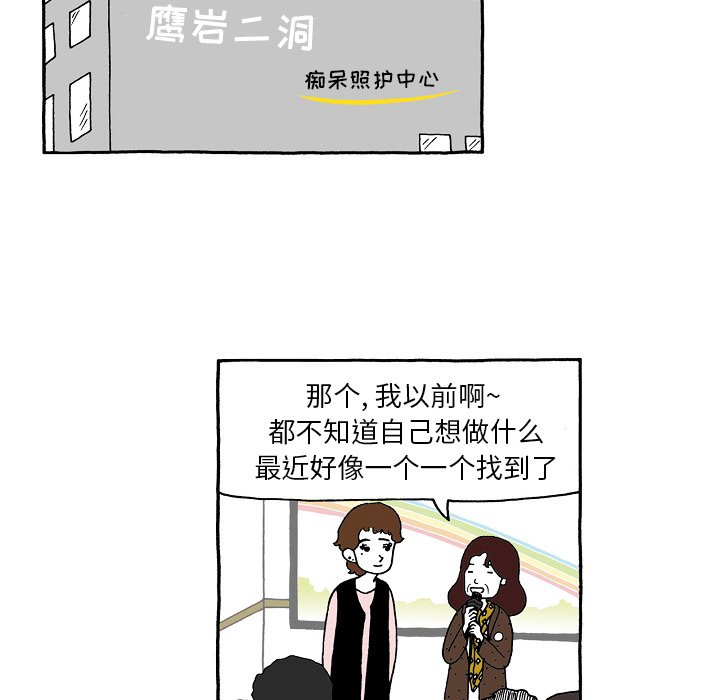 鹰岩二洞
痴呆照护中心
那个, 我以前啊~
都不知道自己想做什么
最近好像一个一个找到了